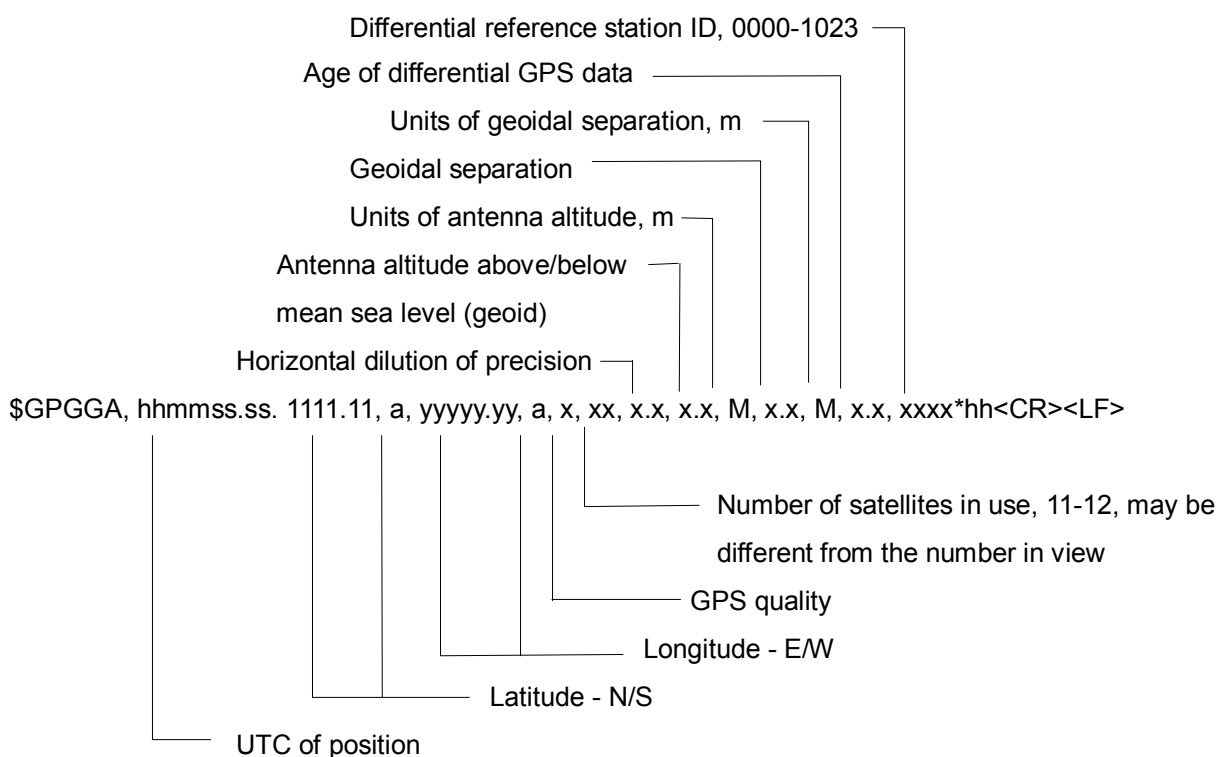 Differential reference station ID, 0000-1023
Age of differential GPS data
Units of geoidal separation, m
Geoidal separation
Units of antenna altitude, m
Antenna altitude above/below
mean sea level (geoid)
Horizontal dilution of precision
$GPGGA, hhmmss.ss. 1111.11, a, yyyyy.yy, a, x, xx, x.x, x.x, M, x.x, M, x.x, xxxx*hh<CR><LF>
Number of satellites in use, 11-12, may be
different from the number in view
GPS quality
Longitude - E/W
Latitude - N/S
UTC of position